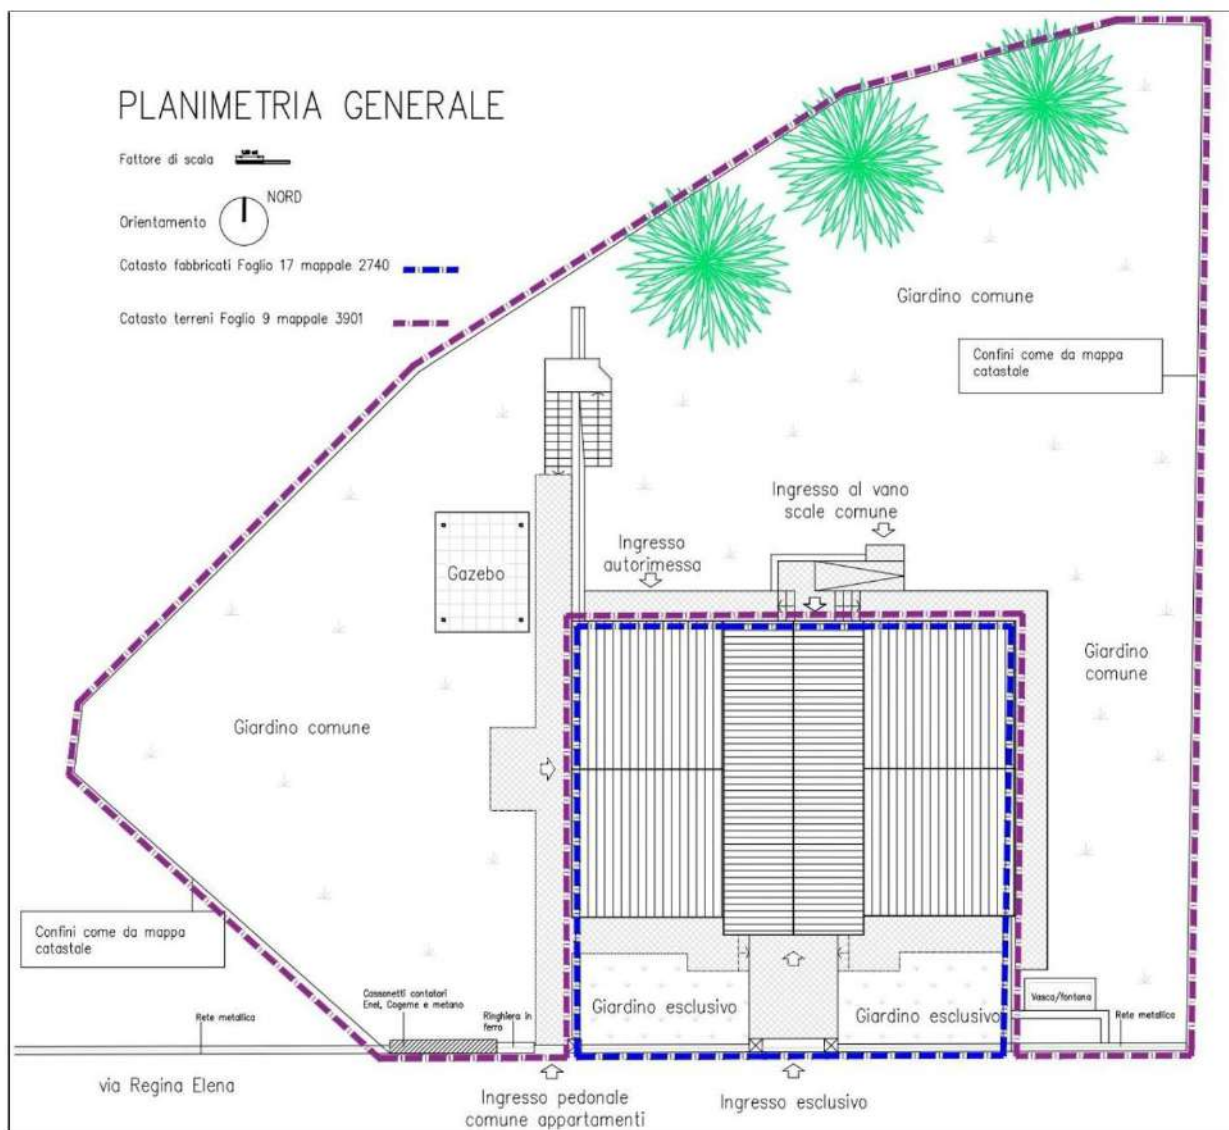 PLANIMETRIA GENERALE
Fattore di scala
NORD
Orientamento
Catasto fabbricati Foglio 17 mappale 2740
Catasto terreni Foglio 9 mappale 3901
Giardino comune
Confini come da mappa
catastale
Ingresso al vano
scale comune
Ingresso
autorimessa
Gazebo
Giardino
comune
Giardino comune
Confini come da mappa
catastale
Cassonetti contatori
Enel, Cogeme e metano
Ringhiera in
ferro
Rete metallica
Giardino esclusivo
Giardino esclusivo
Vasca/fontana
Rete metallica
via Regina Elena
Ingresso pedonale
comune appartamenti
Ingresso esclusivo